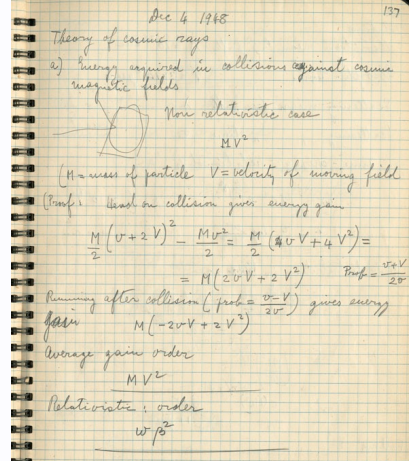 137
Dec 4 1948
Theory of cosmic rays
a) Energy acquired in collisions against cosmic
magnetic fields
Non relativistic case
MV²
(M = mass of particle V = velocity of moving field
(Proof: Head on collision gives energy gain
M/2 (v+2V)² − Mv²/2 = M/2 (4vV + 4V²) =
= M(2vV + 2V²) Prob = v+V/2v
Running after collision (prob = v−V/2v) gives energy
gain M(−2vV + 2V²)
Average gain order
MV²
Relativistic: order
wβ²